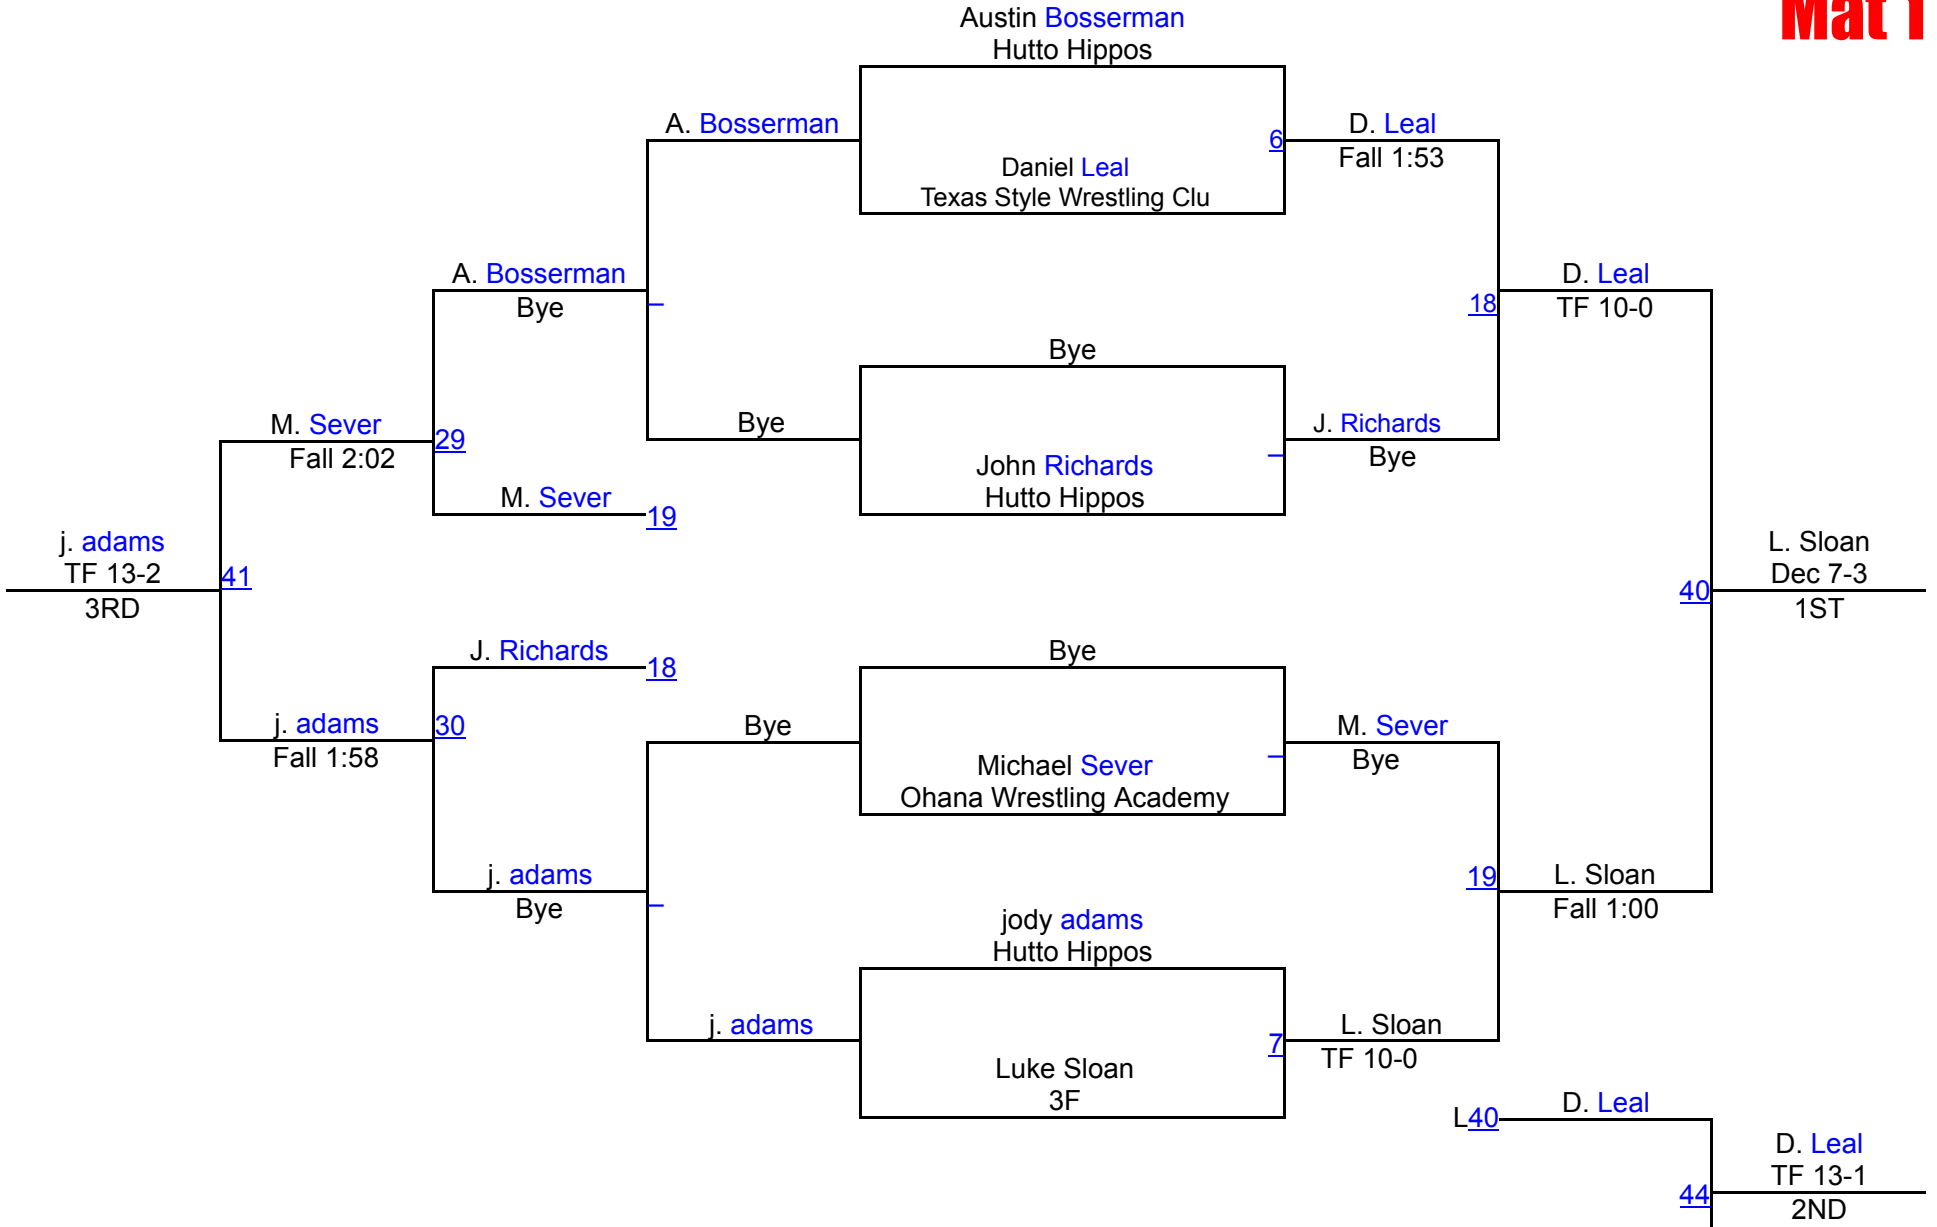 Mat 1
Austin Bosserman
Hutto Hippos
A. Bosserman
6
D. Leal
Fall 1:53
Daniel Leal
Texas Style Wrestling Clu
A. Bosserman
Bye
18
D. Leal
TF 10-0
Bye
M. Sever
Fall 2:02
29
Bye
J. Richards
Bye
John Richards
Hutto Hippos
M. Sever
19
j. adams
TF 13-2
3RD
41
40
L. Sloan
Dec 7-3
1ST
J. Richards
18
Bye
j. adams
Fall 1:58
30
Bye
M. Sever
Bye
Michael Sever
Ohana Wrestling Academy
j. adams
Bye
19
L. Sloan
Fall 1:00
jody adams
Hutto Hippos
j. adams
7
L. Sloan
TF 10-0
Luke Sloan
3F
L40
D. Leal
44
D. Leal
TF 13-1
2ND